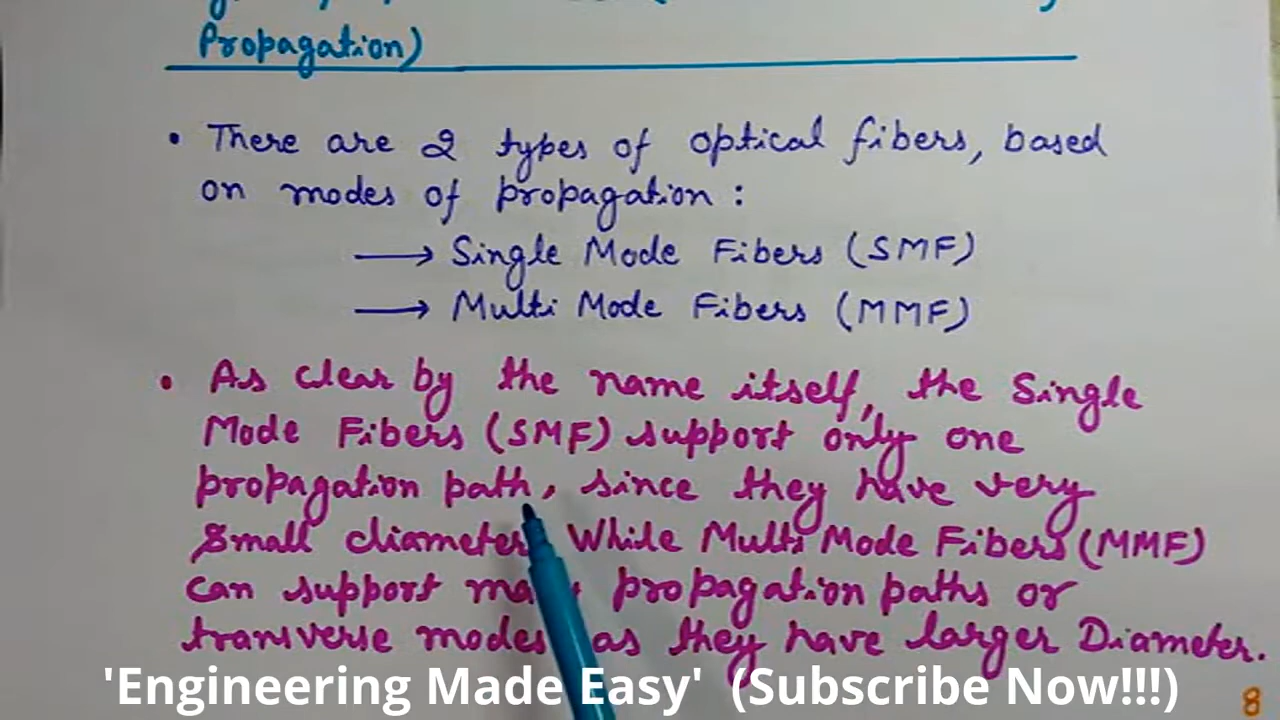 Propagation)
• There are 2 types of optical fibers, based
on modes of propagation :
→ Single Mode Fibers (SMF)
→ Multi Mode Fibers (MMF)
• As clear by the name itself, the Single
Mode Fibers (SMF) support only one
propagation path, since they have very
small diameter While Multi Mode Fibers (MMF)
can support propagation paths or
transverse modes as they have larger Diameter.
'Engineering Made Easy' (Subscribe Now!!!)
8